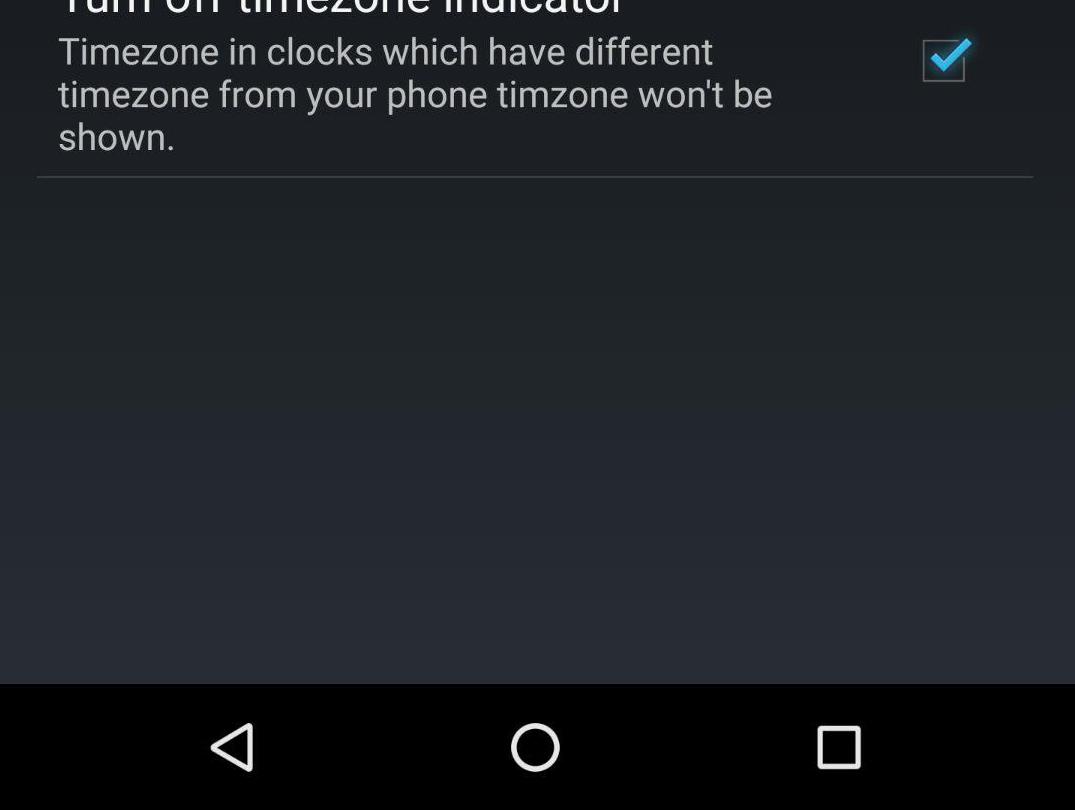 Turn off timezone indicator
Timezone in clocks which have different
timezone from your phone timzone won't be
shown.